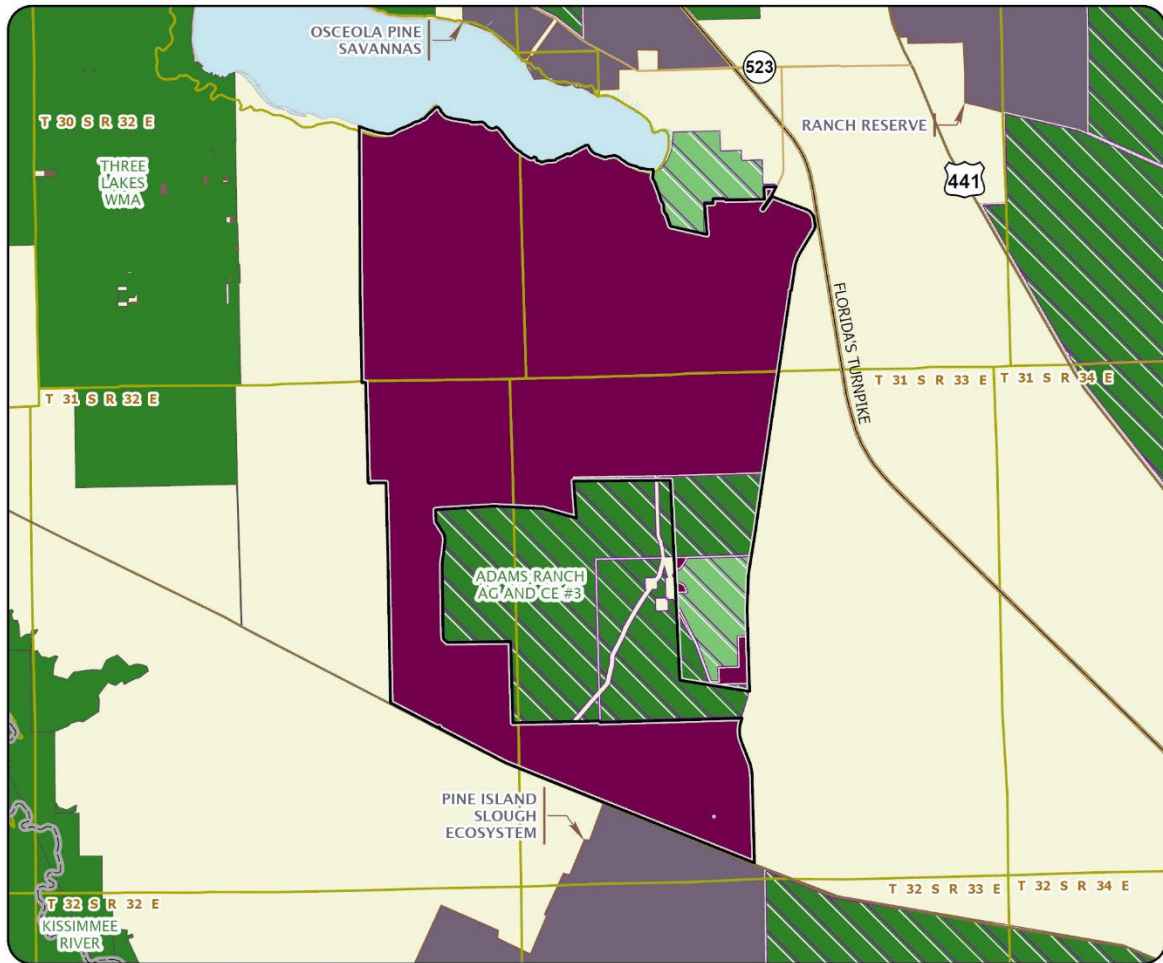 OSCEOLA PINE
SAVANNAS
523
T 30 S R 32 E
RANCH RESERVE
THREE
LAKES
WMA
441
FLORIDA'S TURNPIKE
T 31 S R 32 E
T 31 S R 33 E
T 31 S R 34 E
ADAMS RANCH
AG AND CE #3
PINE ISLAND
SLOUGH
ECOSYSTEM
T 32 S R 32 E
T 32 S R 33 E
T 32 S R 34 E
KISSIMMEE
RIVER